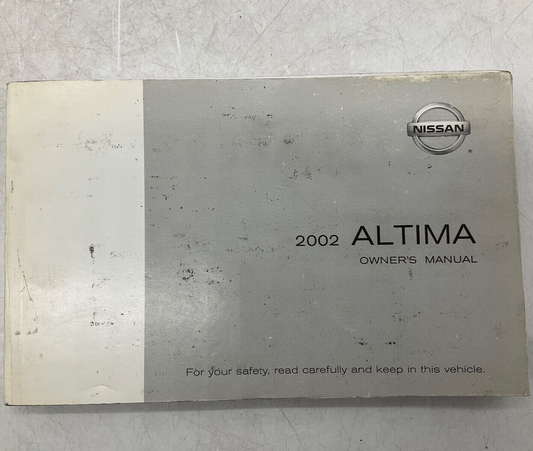 NISSAN
2002 ALTIMA
OWNER'S MANUAL
For your safety, read carefully and keep in this vehicle.